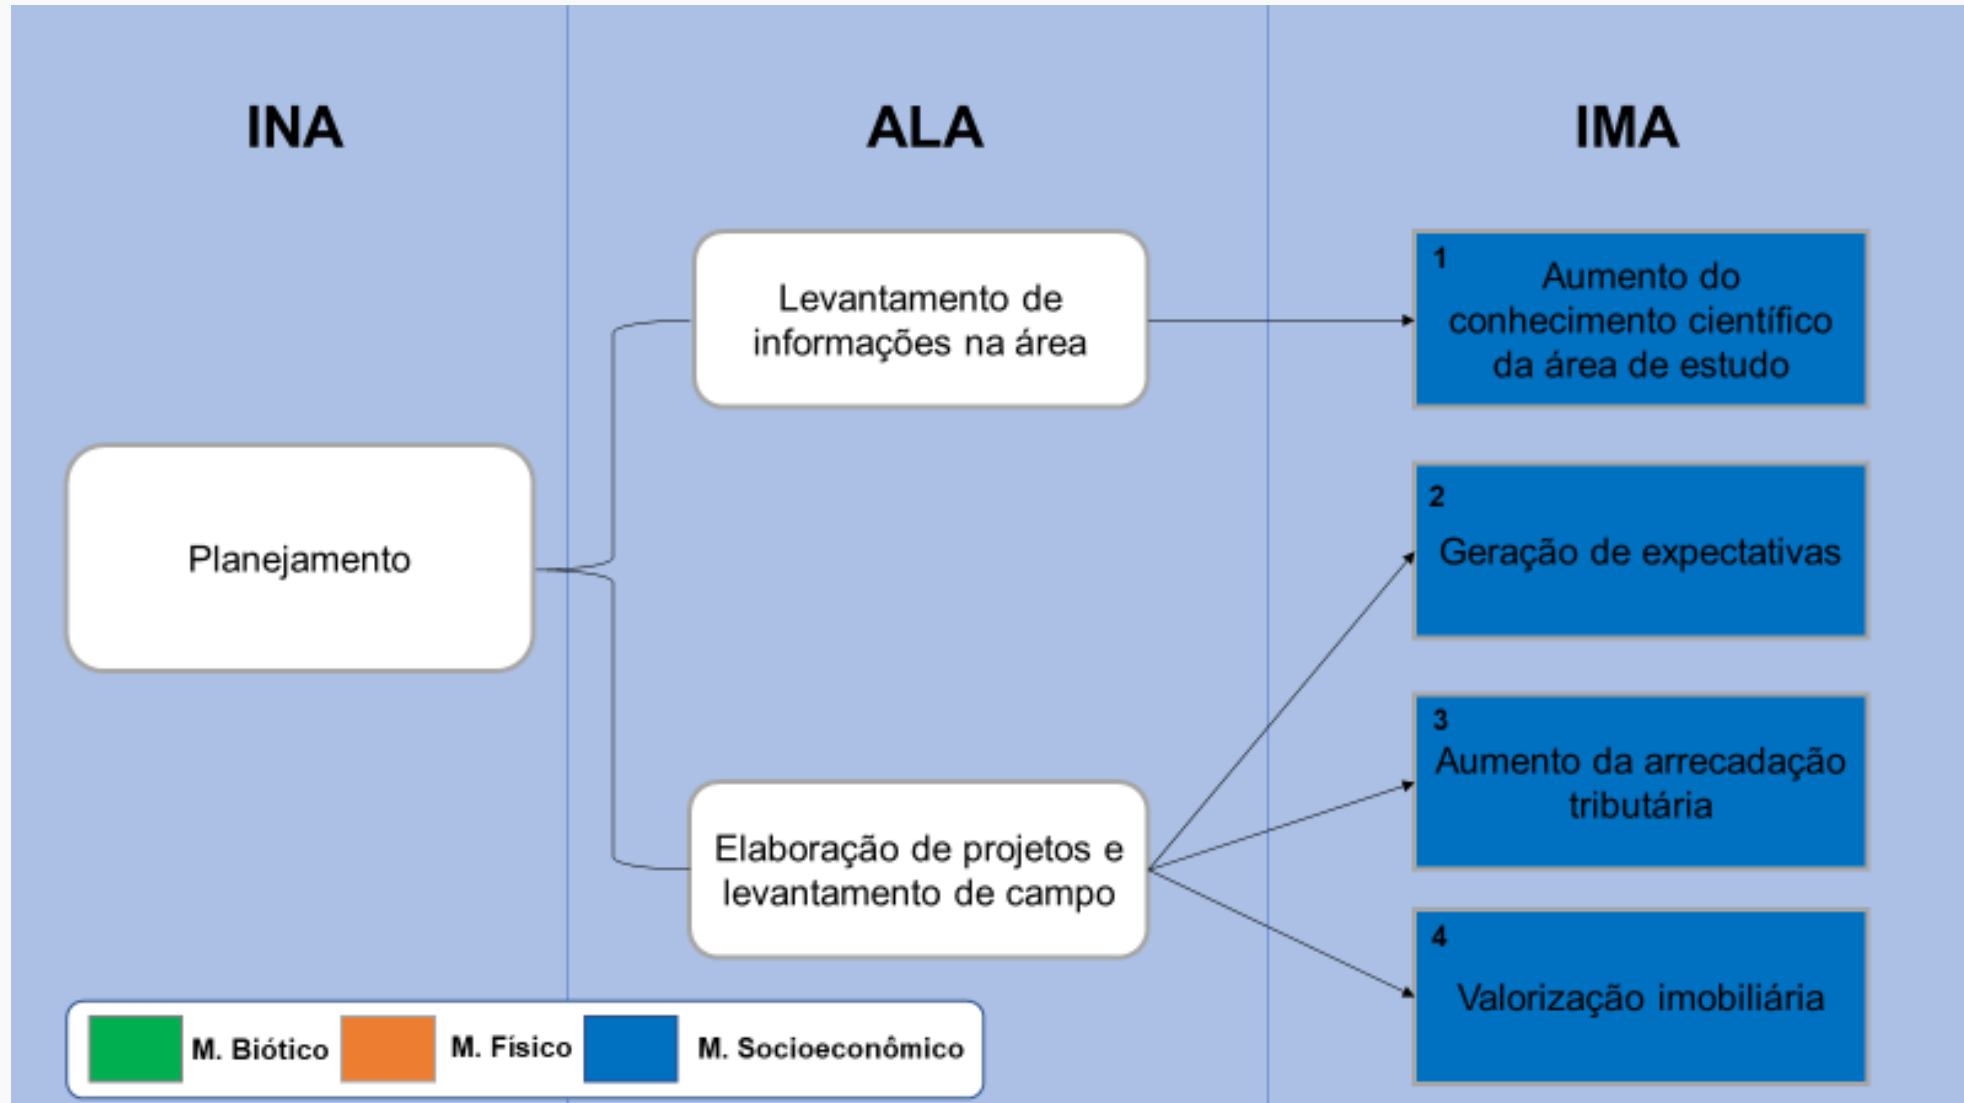 INA
ALA
IMA
Planejamento
Levantamento de
informações na área
Elaboração de projetos e
levantamento de campo
1
Aumento do
conhecimento científico
da área de estudo
2
Geração de expectativas
3
Aumento da arrecadação
tributária
4
Valorização imobiliária
M. Biótico
M. Físico
M. Socioeconômico